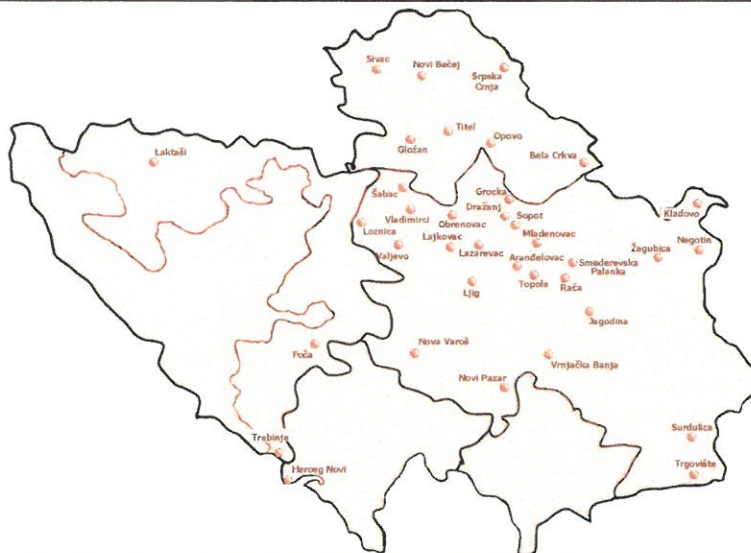 Sivac
Novi Bečej
Srpska
Crnja
Titel
Opovo
Gložan
Bela Crkva
Laktaši
Šabac
Grocka
Kladovo
Vladimirci
Dražanj
Sopot
Obrenovac
Loznica
Mladenovac
Negotin
Valjevo
Lajkovac
Lazarevac
Žagubica
Aranđelovac
Smederevska
Palanka
Topola
Rača
Ljig
Jagodina
Foča
Nova Varoš
Vrnjačka Banja
Novi Pazar
Surdulica
Trebinje
Herceg Novi
Trgovište